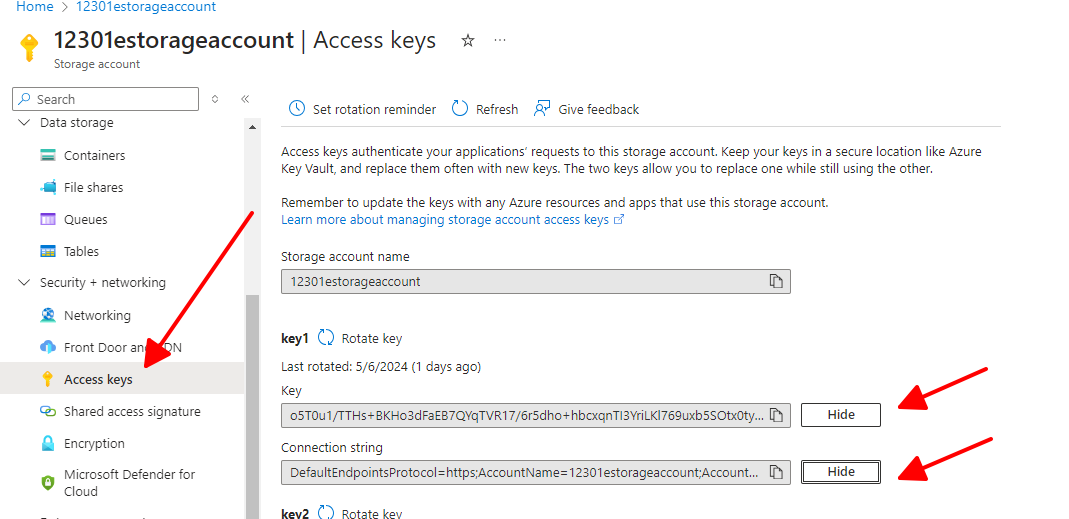 Home > 12301estorageaccount
12301estorageaccount | Access keys
Storage account
Search
Data storage
Containers
File shares
Queues
Tables
Security + networking
Networking
Front Door and CDN
Access keys
Shared access signature
Encryption
Microsoft Defender for
Cloud
Set rotation reminder Refresh Give feedback
Access keys authenticate your applications' requests to this storage account. Keep your keys in a secure location like Azure
Key Vault, and replace them often with new keys. The two keys allow you to replace one while still using the other.
Remember to update the keys with any Azure resources and apps that use this storage account.
Learn more about managing storage account access keys
Storage account name
12301estorageaccount
key1 Rotate key
Last rotated: 5/6/2024 (1 days ago)
Key
o5T0u1/TTHs+BKHo3dFaEB7QYqTVR17/6r5dho+hbcxqnTI3YriLKl769uxb5SOtx0ty... Hide
Connection string
DefaultEndpointsProtocol=https;AccountName=12301estorageaccount;Account... Hide
key2 Rotate key